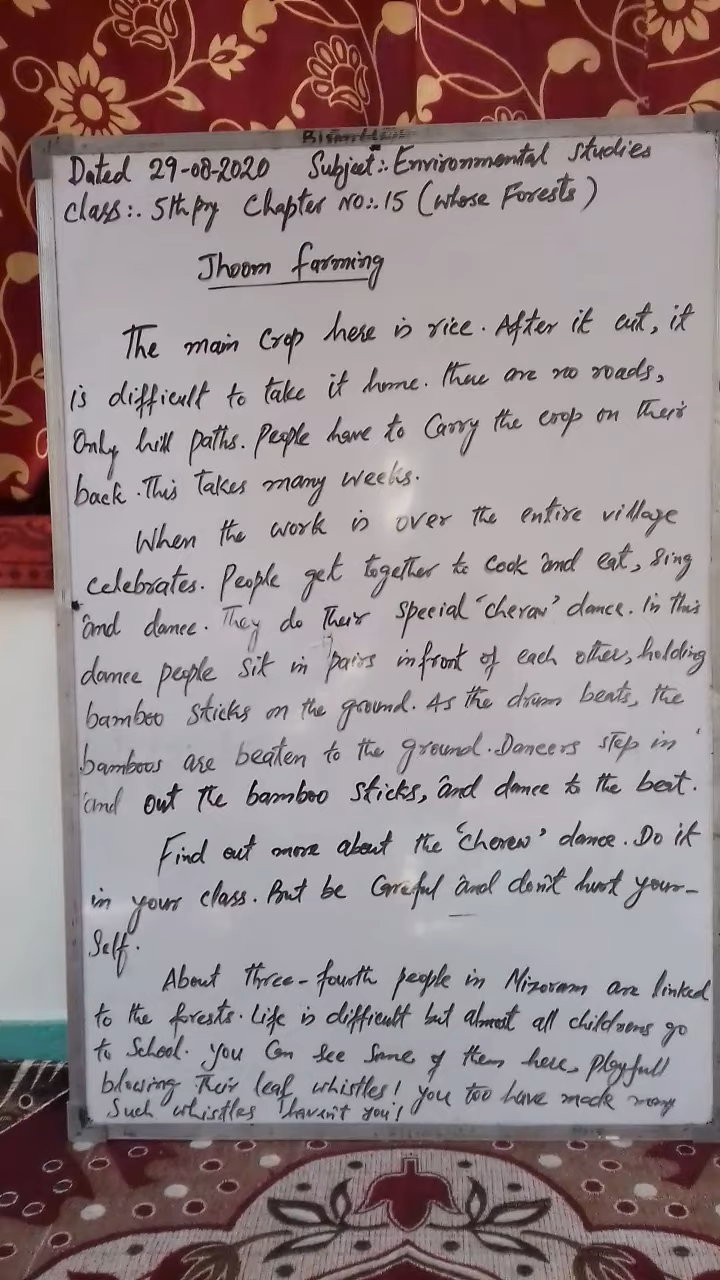 Dated 29-08-2020 Subject:. Environmental studies
Class:. 5th pry Chapter No:. 15 (whose Forests)
Jhoom farming
The main crop here is rice. After it cut, it
is difficult to take it home. there are no roads,
Only hill paths. People have to Carry the crop on their
back. This takes many weeks.
When the work is over the entire village
celebrates. People get together to cook and eat, sing
and dance. They do their special 'cheraw' dance. In this
dance people sit in pairs infront of each other, holding
bamboo sticks on the ground. As the drum beats, the
bamboos are beaten to the ground. Dancers step in
and out the bamboo sticks, and dance to the beat.
Find out more about the 'cherew' dance. Do it
in your class. But be Careful and don't hurt your-
Self.
About three-fourth people in Mizoram are linked
to the forests. Life is difficult but almost all childrens go
to School. you Can see Some of them here, playfull
blowing their leaf whistles! you too have made many
Such whistles haven't you!